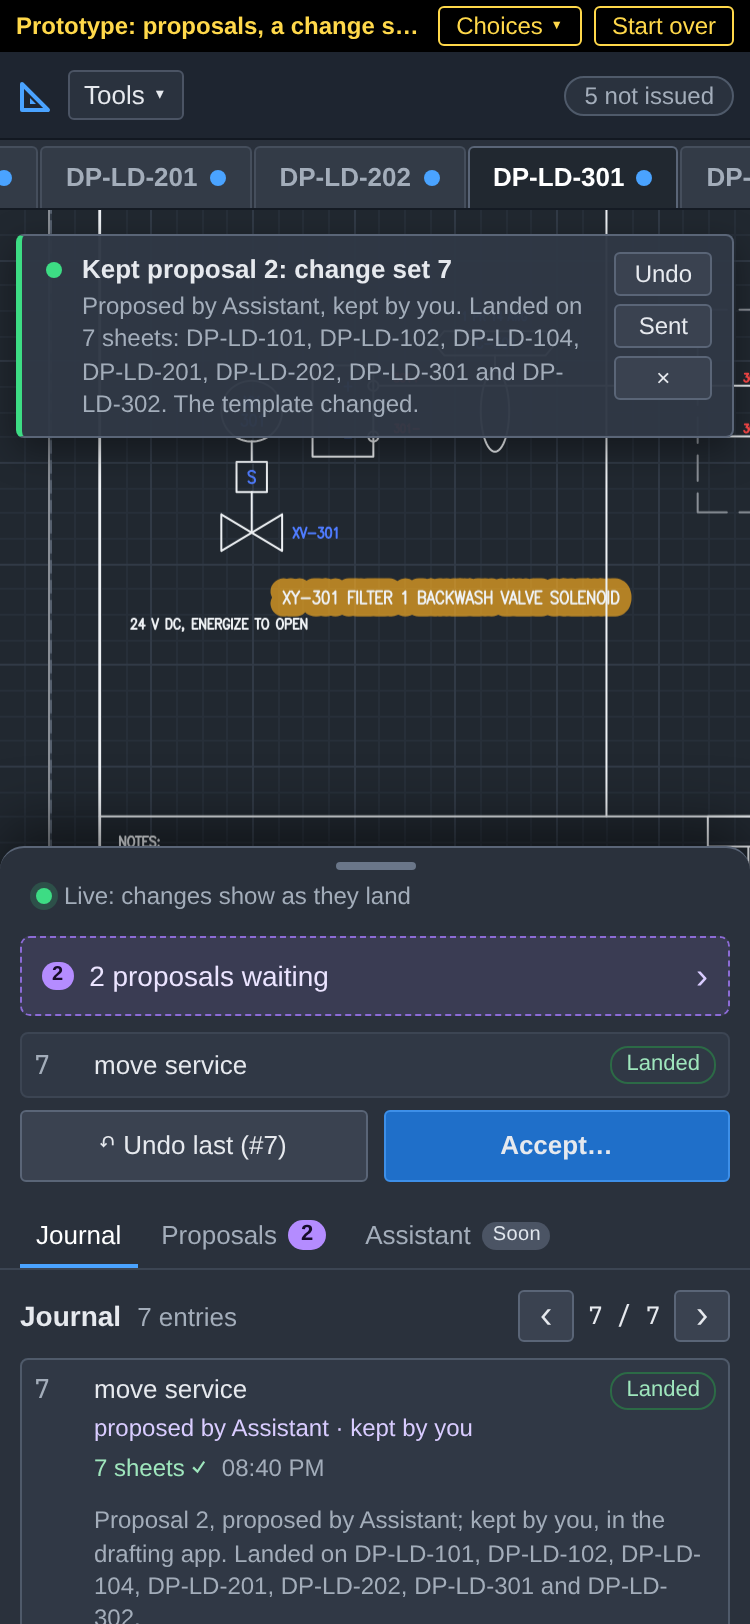 Prototype: proposals, a change s...
Choices ▼
Start over
Tools ▼
5 not issued
DP-LD-201
DP-LD-202
DP-LD-301
DP-
Kept proposal 2: change set 7
Proposed by Assistant, kept by you. Landed on
7 sheets: DP-LD-101, DP-LD-102, DP-LD-104,
DP-LD-201, DP-LD-202, DP-LD-301 and DP-
LD-302. The template changed.
Undo
Sent
×
S
XV-301
XY-301 FILTER 1 BACKWASH VALVE SOLENOID
24 V DC, ENERGIZE TO OPEN
NOTES:
Live: changes show as they land
2 2 proposals waiting ›
7 move service Landed
↶ Undo last (#7)
Accept...
Journal Proposals 2 Assistant Soon
Journal 7 entries ‹ 7 / 7 ›
7 move service Landed
proposed by Assistant · kept by you
7 sheets ✓ 08:40 PM
Proposal 2, proposed by Assistant; kept by you, in the
drafting app. Landed on DP-LD-101, DP-LD-102, DP-LD-
104, DP-LD-201, DP-LD-202, DP-LD-301 and DP-LD-
302.